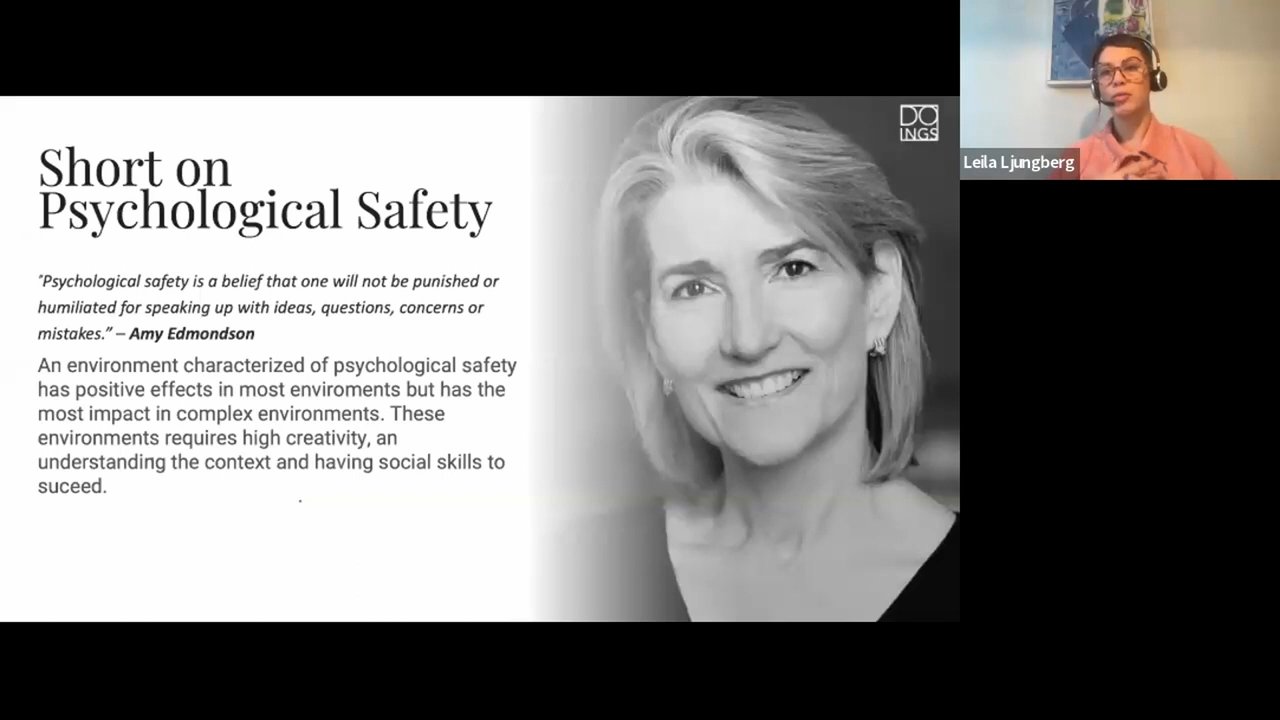 Short on
Psychological Safety
"Psychological safety is a belief that one will not be punished or
humiliated for speaking up with ideas, questions, concerns or
mistakes." – Amy Edmondson
An environment characterized of psychological safety
has positive effects in most enviroments but has the
most impact in complex environments. These
environments requires high creativity, an
understanding the context and having social skills to
suceed.
DO
INGS
Leila Ljungberg